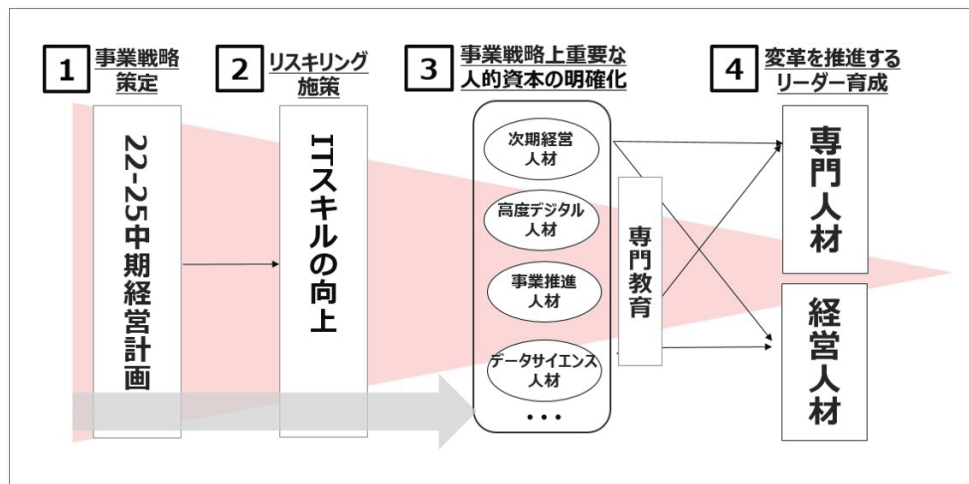 1
事業戦略
策定
2
リスキリング
施策
3
事業戦略上重要な
人的資本の明確化
4
変革を推進する
リーダー育成
22-25中期経営計画
ITスキルの向上
次期経営
人材
高度デジタル
人材
事業推進
人材
データサイエンス
人材
・・・
専門教育
専門人材
経営人材